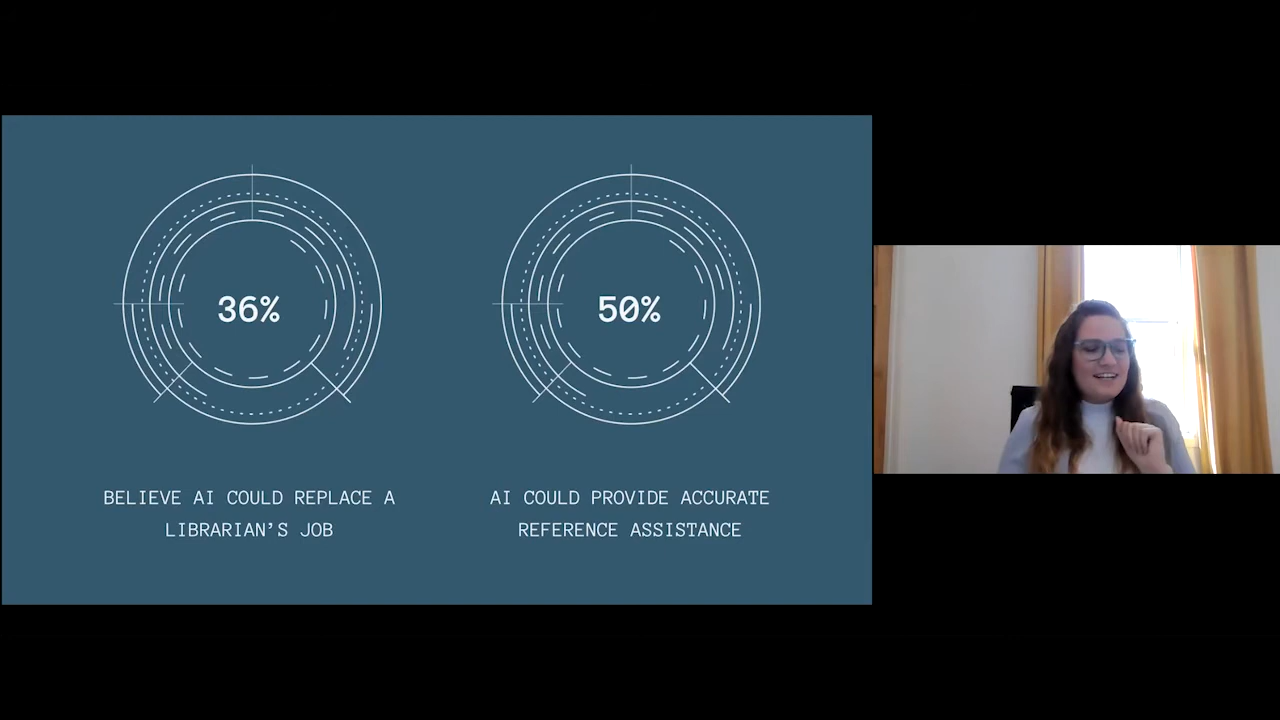 36%
BELIEVE AI COULD REPLACE A
LIBRARIAN’S JOB
50%
AI COULD PROVIDE ACCURATE
REFERENCE ASSISTANCE